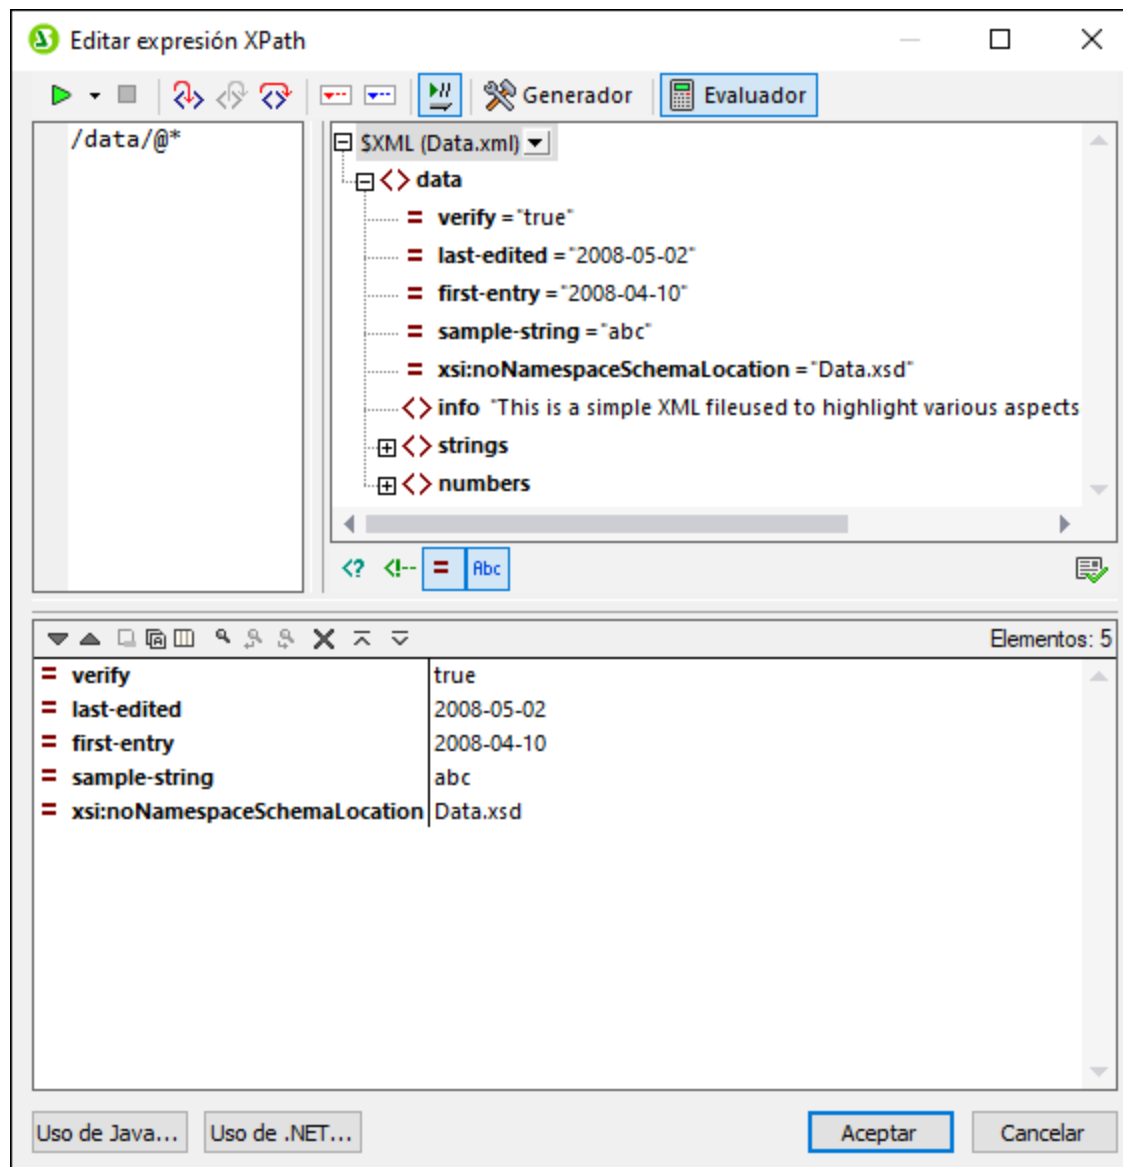 Editar expresión XPath
Generador
Evaluador
/data/@*
$XML (Data.xml)
<> data
= verify ="true"
= last-edited ="2008-05-02"
= first-entry ="2008-04-10"
= sample-string ="abc"
= xsi:noNamespaceSchemaLocation ="Data.xsd"
<> info "This is a simple XML fileused to highlight various aspects
<> strings
<> numbers
<? <!-- = Abc
Elementos: 5
= verify true
= last-edited 2008-05-02
= first-entry 2008-04-10
= sample-string abc
= xsi:noNamespaceSchemaLocation Data.xsd
Uso de Java... Uso de .NET... Aceptar Cancelar